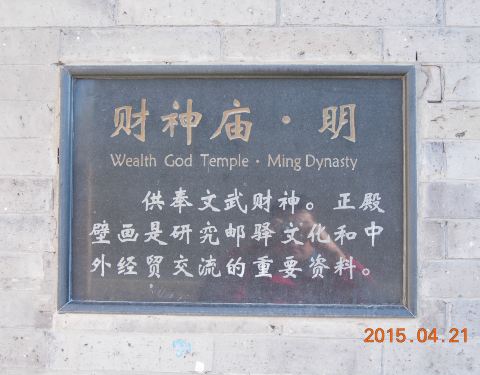 财神庙·明
Wealth God Temple · Ming Dynasty
供奉文武财神。正殿
壁画是研究邮驿文化和中
外经贸交流的重要资料。
2015.04.21